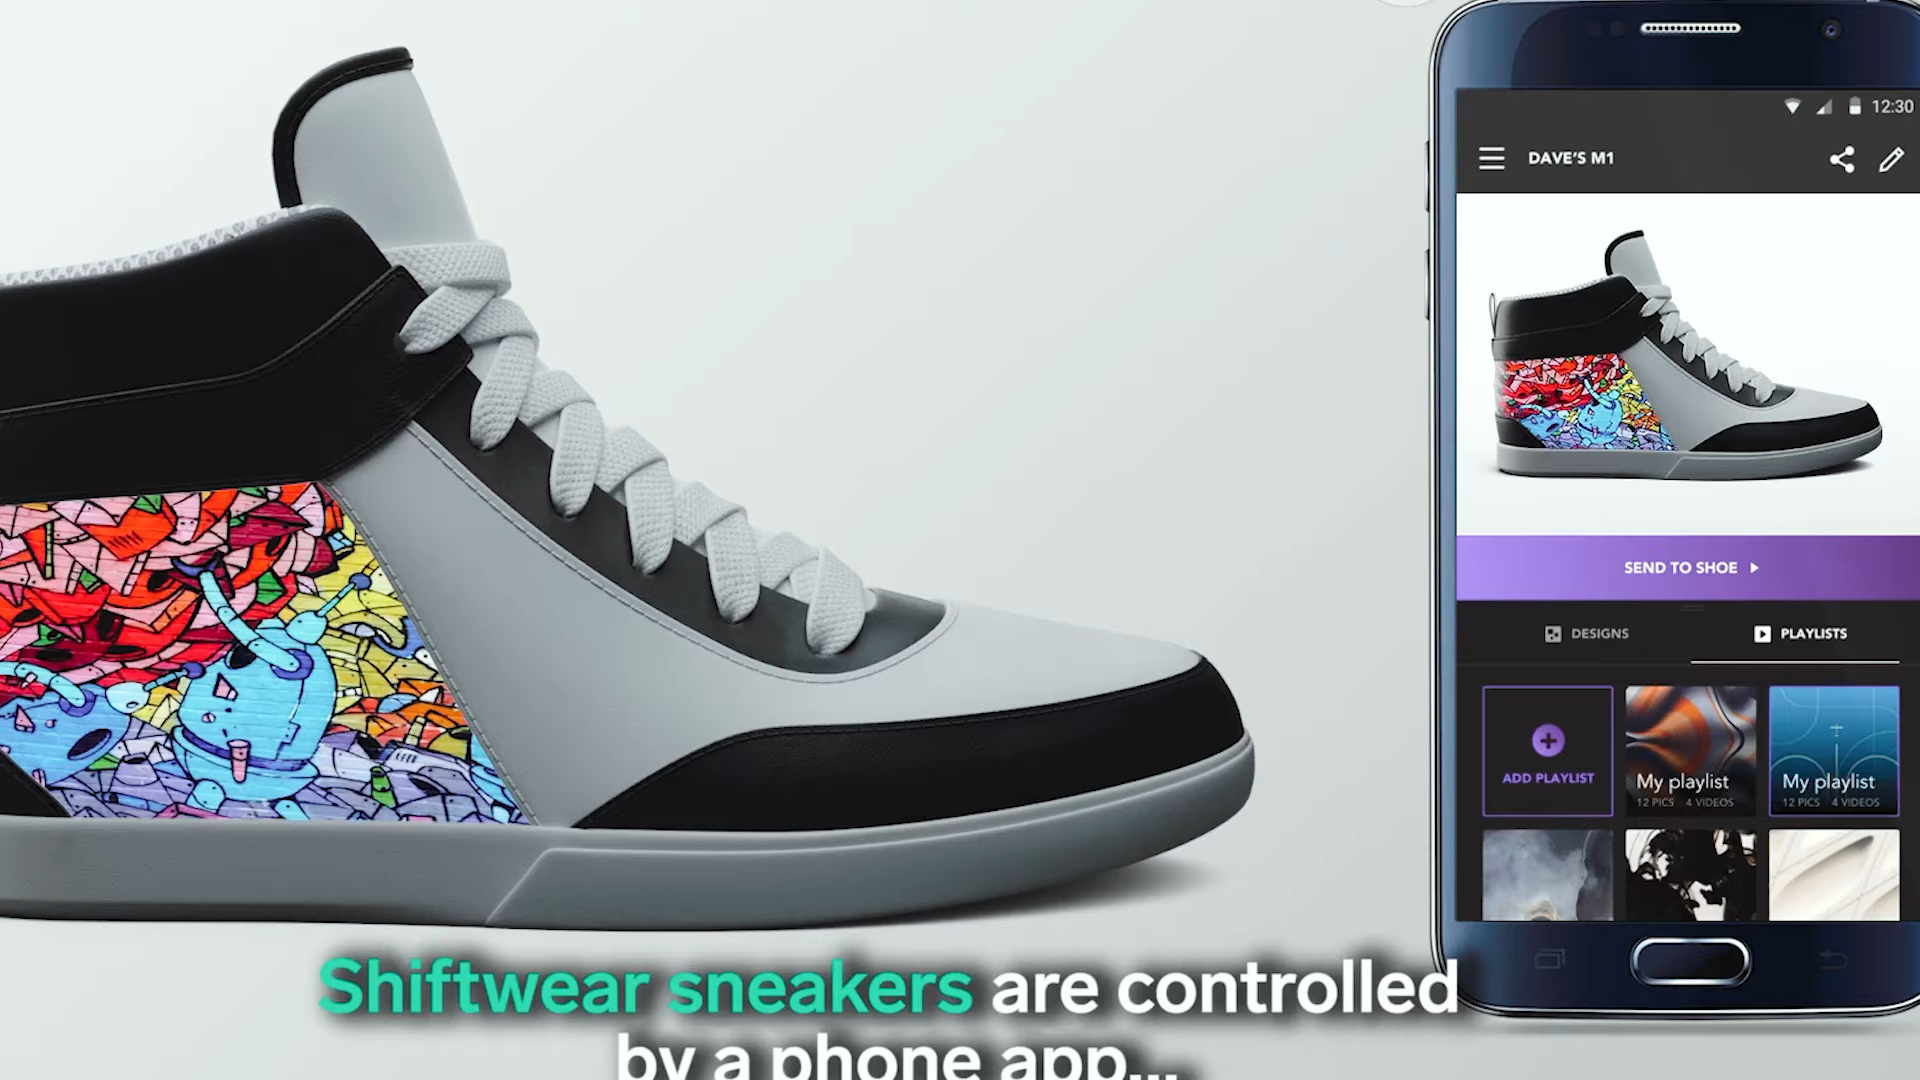 12:30
DAVE'S M1
SEND TO SHOE
DESIGNS
PLAYLISTS
ADD PLAYLIST
My playlist
12 PICS 4 VIDEOS
My playlist
12 PICS 4 VIDEOS
Shiftwear sneakers are controlled
by a phone app...